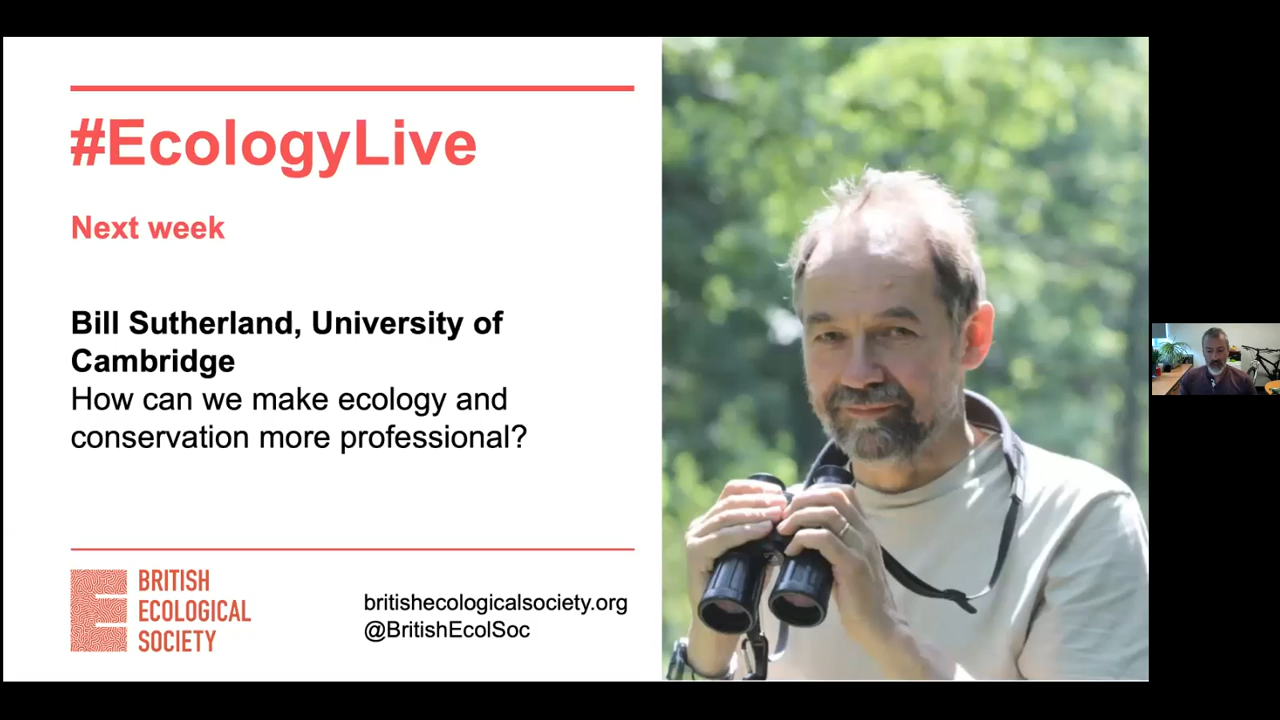 #EcologyLive
Next week
Bill Sutherland, University of
Cambridge
How can we make ecology and
conservation more professional?
BRITISH
ECOLOGICAL
SOCIETY
britishecologicalsociety.org
@BritishEcolSoc